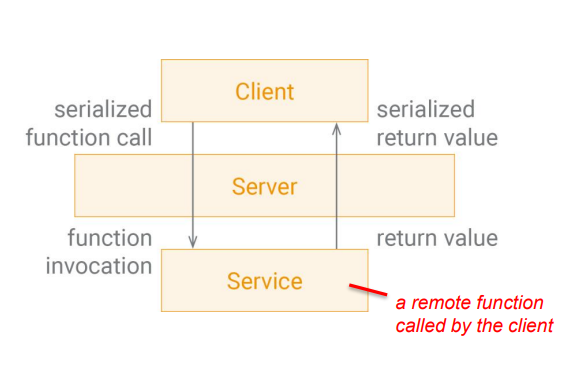 Client
serialized
function call
serialized
return value
Server
function
invocation
return value
Service
a remote function
called by the client